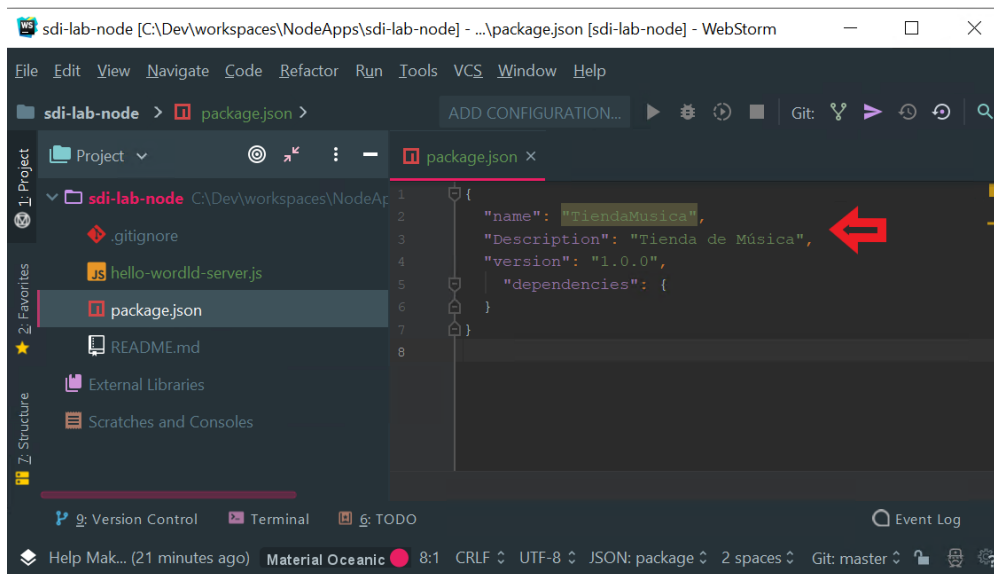 sdi-lab-node [C:\Dev\workspaces\NodeApps\sdi-lab-node] - ...\package.json [sdi-lab-node] - WebStorm
File Edit View Navigate Code Refactor Run Tools VCS Window Help
sdi-lab-node package.json ADD CONFIGURATION... Git:
1: Project
Project
package.json
sdi-lab-node C:\Dev\workspaces\NodeAp
.gitignore
JS hello-wordld-server.js
package.json
README.md
External Libraries
Scratches and Consoles
2: Favorites
7: Structure
1 {
2 "name": "TiendaMusica",
3 "Description": "Tienda de Música",
4 "version": "1.0.0",
5 "dependencies": {
6 }
7 }
8
9: Version Control Terminal 6: TODO Event Log
Help Mak... (21 minutes ago) Material Oceanic 8:1 CRLF UTF-8 JSON: package 2 spaces Git: master